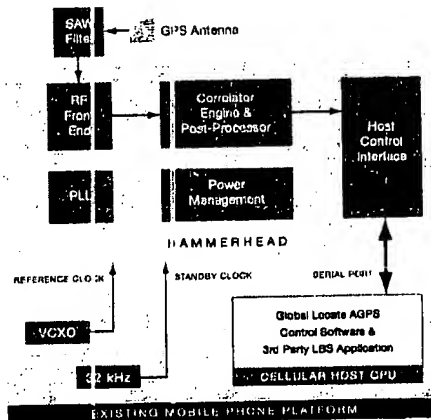 SAW
Filter
GPS Antenna
RF
Front
End
Correlator
Engine &
Post-Processor
Host
Control
Interface
PLL
Power
Management
HAMMERHEAD
REFERENCE CLOCK
STANDBY CLOCK
SERIAL PORT
VCXO
32 kHz
Global Locate AGPS
Control Software &
3rd Party LBS Application
CELLULAR HOST CPU
EXISTING MOBILE PHONE PLATFORM